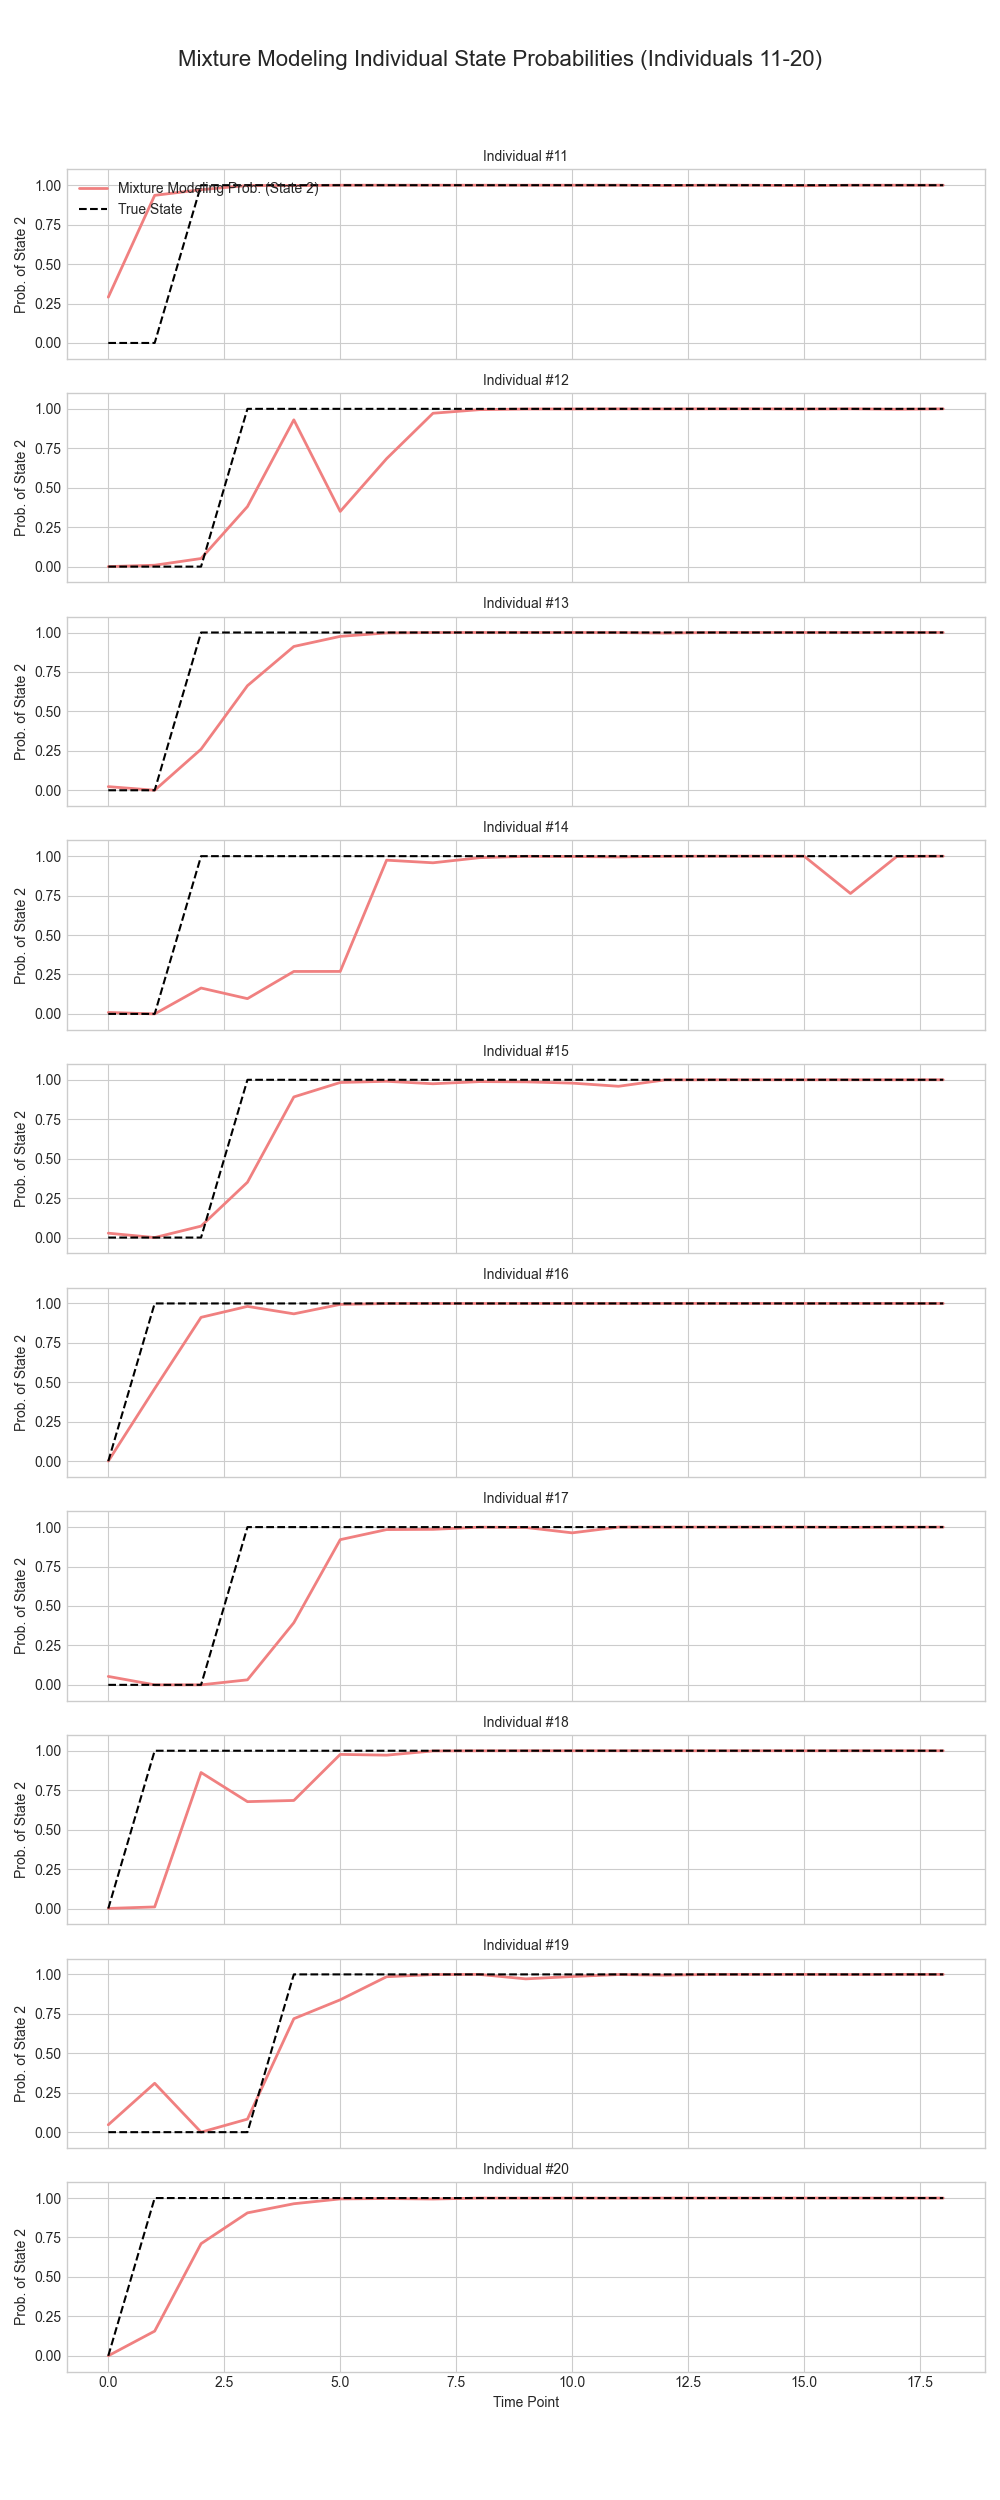 Mixture Modeling Individual State Probabilities (Individuals 11-20)
Individual #11
Mixture Modeling Prob. (State 2)
True State
1.00
0.75
0.50
0.25
0.00
Prob. of State 2
Individual #12
1.00
0.75
0.50
0.25
0.00
Prob. of State 2
Individual #13
1.00
0.75
0.50
0.25
0.00
Prob. of State 2
Individual #14
1.00
0.75
0.50
0.25
0.00
Prob. of State 2
Individual #15
1.00
0.75
0.50
0.25
0.00
Prob. of State 2
Individual #16
1.00
0.75
0.50
0.25
0.00
Prob. of State 2
Individual #17
1.00
0.75
0.50
0.25
0.00
Prob. of State 2
Individual #18
1.00
0.75
0.50
0.25
0.00
Prob. of State 2
Individual #19
1.00
0.75
0.50
0.25
0.00
Prob. of State 2
Individual #20
1.00
0.75
0.50
0.25
0.00
Prob. of State 2
0.0 2.5 5.0 7.5 10.0 12.5 15.0 17.5
Time Point